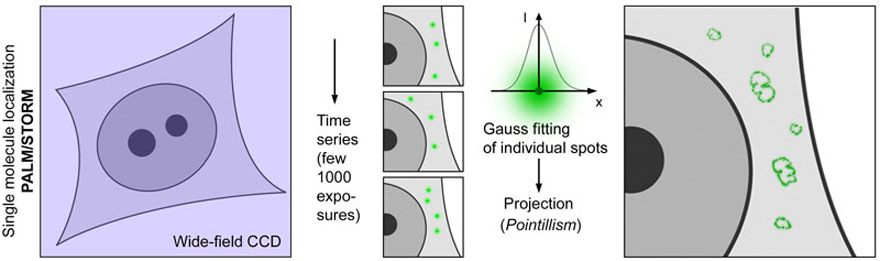 Single molecule localization
PALM/STORM
Wide-field CCD
Time
series
(few
1000
expo-
sures)
I
x
Gauss fitting
of individual spots
Projection
(Pointillism)